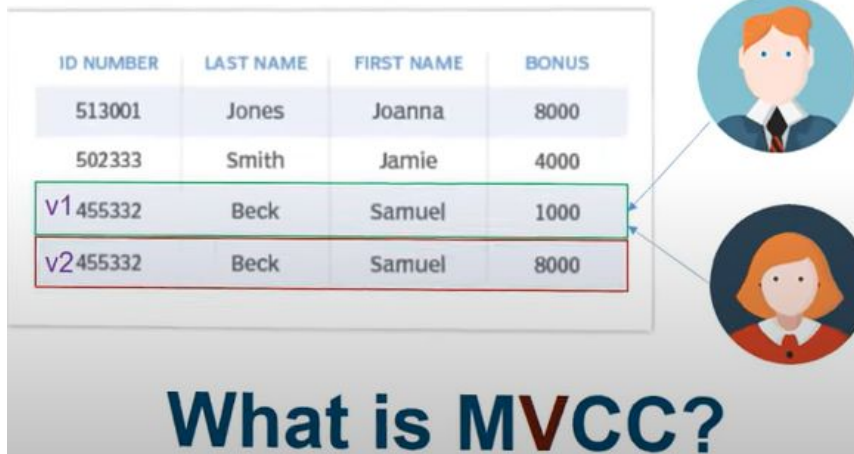 ID NUMBER LAST NAME FIRST NAME BONUS
513001 Jones Joanna 8000
502333 Smith Jamie 4000
v1 455332 Beck Samuel 1000
v2 455332 Beck Samuel 8000
What is MVCC?